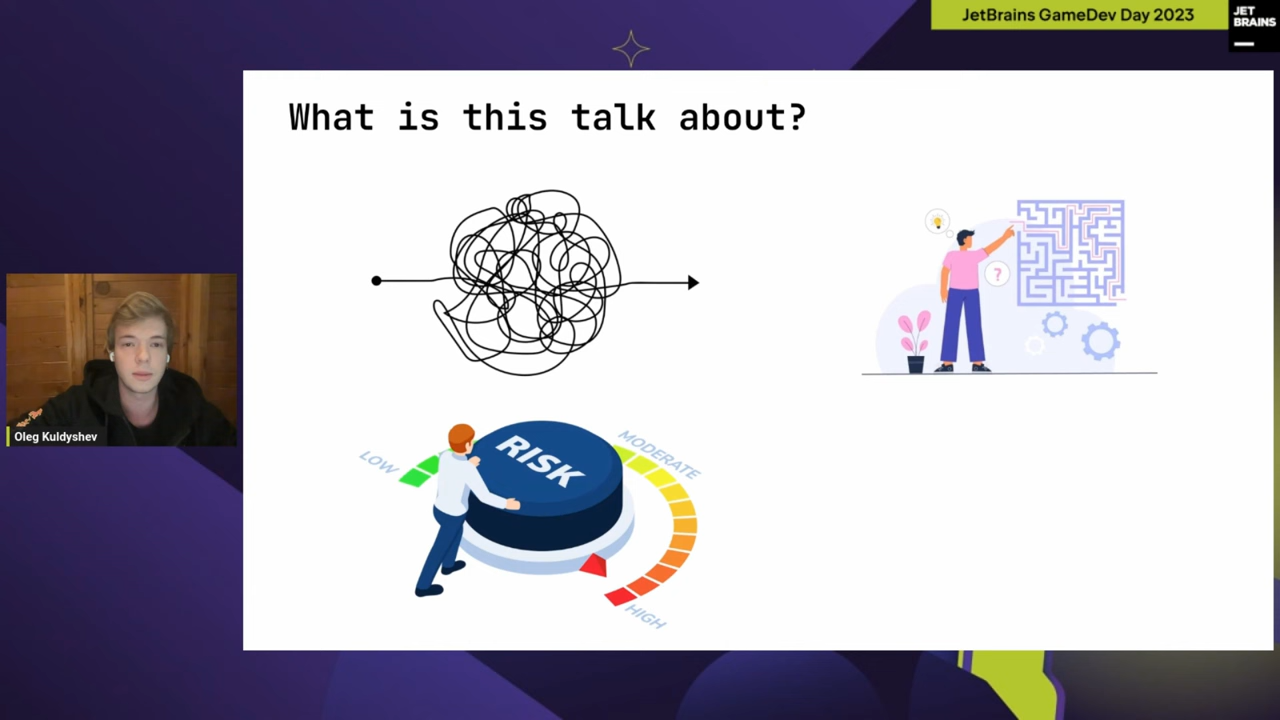 JetBrains GameDev Day 2023
JET
BRAINS
What is this talk about?
?
Oleg Kuldyshev
LOW
RISK
MODERATE
HIGH